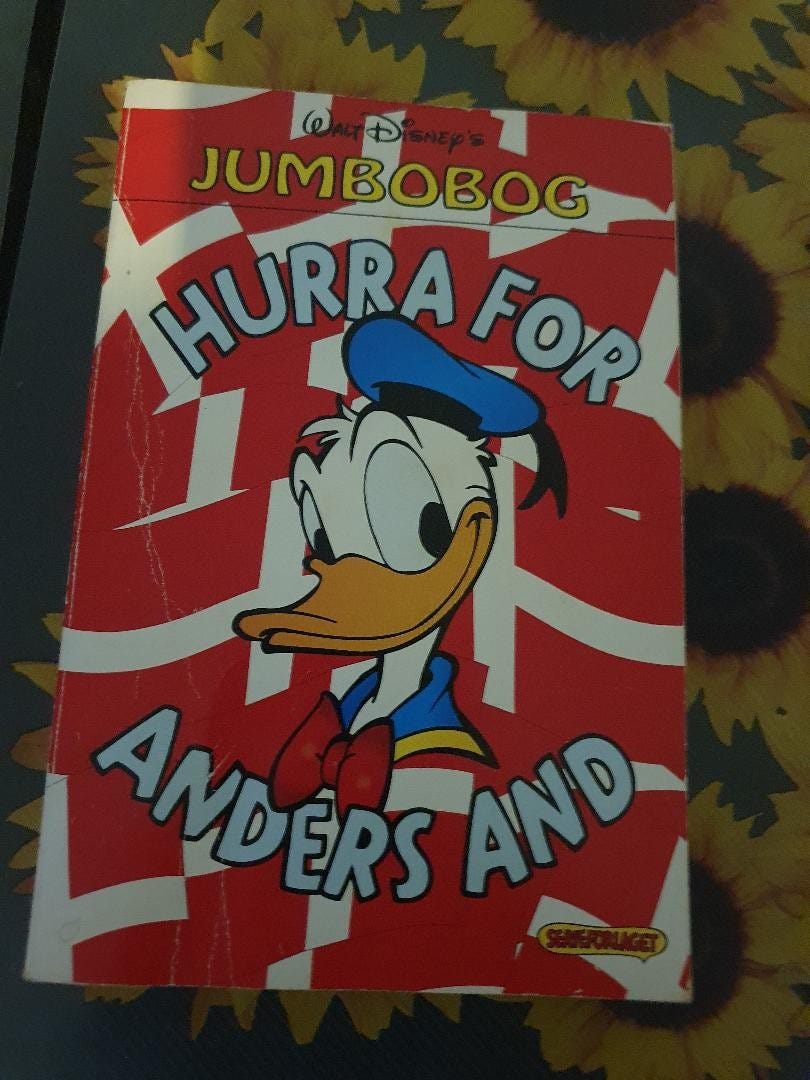 WALT DISNEY'S
JUMBOBOG
HURRA FOR
ANDERS AND
SERIEFORLAGET